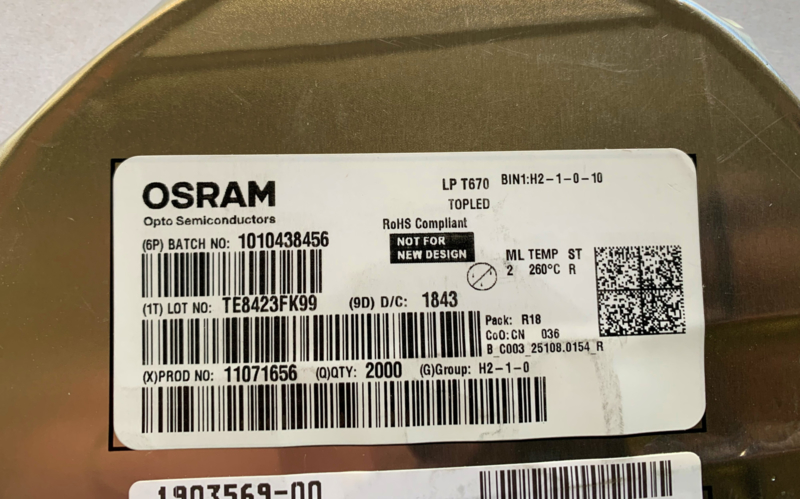 OSRAM
Opto Semiconductors
LP T670 BIN1:H2-1-0-10
TOPLED
RoHS Compliant
NOT FOR
NEW DESIGN
(6P) BATCH NO: 1010438456
ML TEMP ST
2 260°C R
(1T) LOT NO: TE8423FK99 (9D) D/C: 1843
Pack: R18
CoO:CN 036
B_C003_25108.0154_R
(X)PROD NO: 11071656 (Q)QTY: 2000 (G)Group: H2-1-0
1903569-00